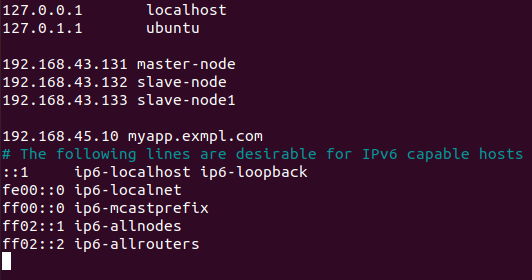 127.0.0.1 localhost
127.0.1.1 ubuntu
192.168.43.131 master-node
192.168.43.132 slave-node
192.168.43.133 slave-node1
192.168.45.10 myapp.exmpl.com
# The following lines are desirable for IPv6 capable hosts
::1 ip6-localhost ip6-loopback
fe00::0 ip6-localnet
ff00::0 ip6-mcastprefix
ff02::1 ip6-allnodes
ff02::2 ip6-allrouters